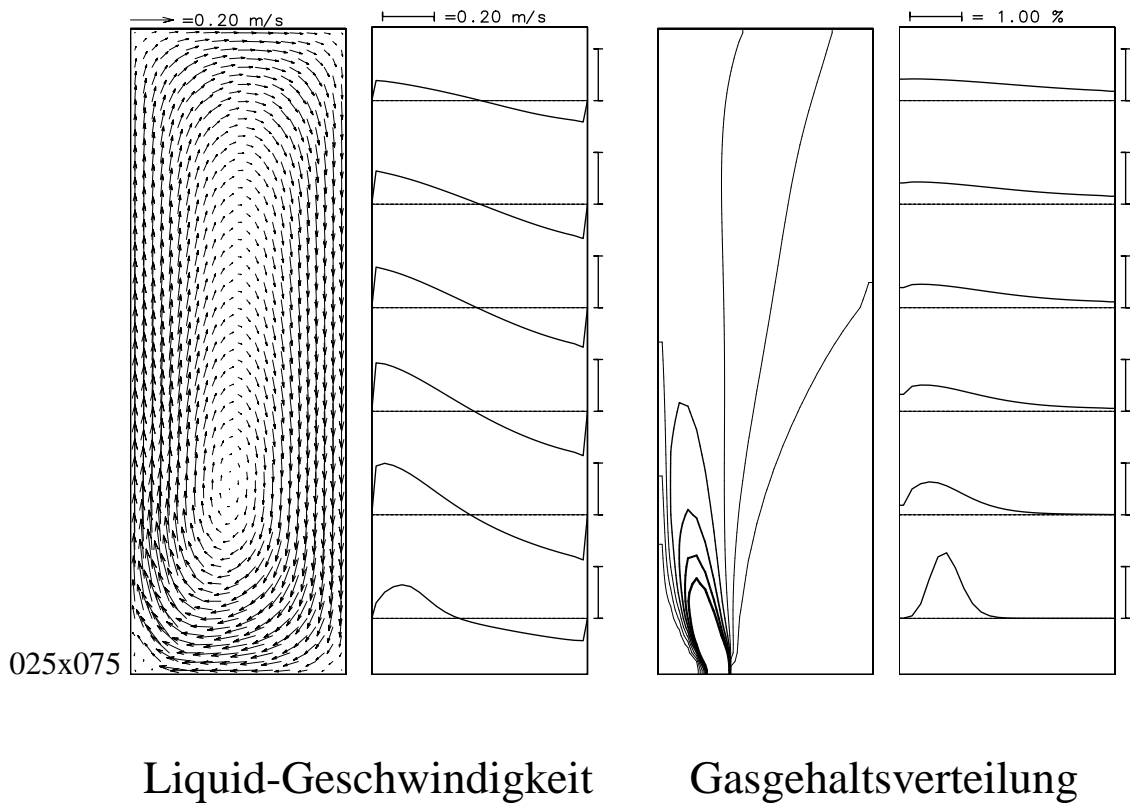 =0.20 m/s
=0.20 m/s
= 1.00 %
025x075
Liquid-Geschwindigkeit
Gasgehaltsverteilung